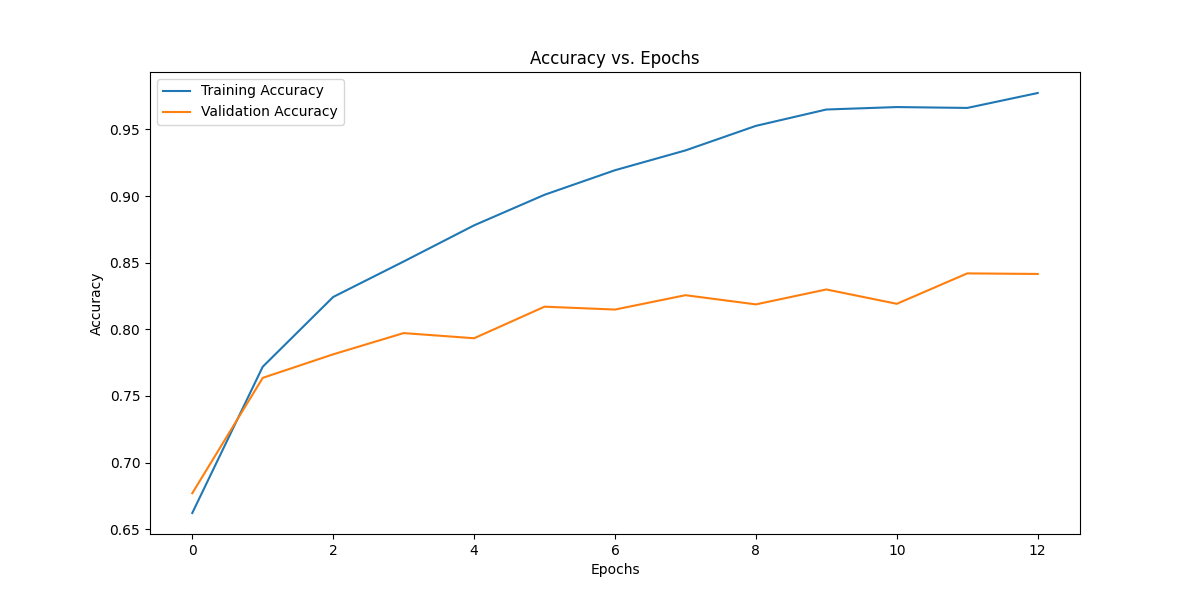 Accuracy vs. Epochs
Training Accuracy
Validation Accuracy
0.95
0.90
0.85
0.80
0.75
0.70
0.65
Accuracy
0 2 4 6 8 10 12
Epochs